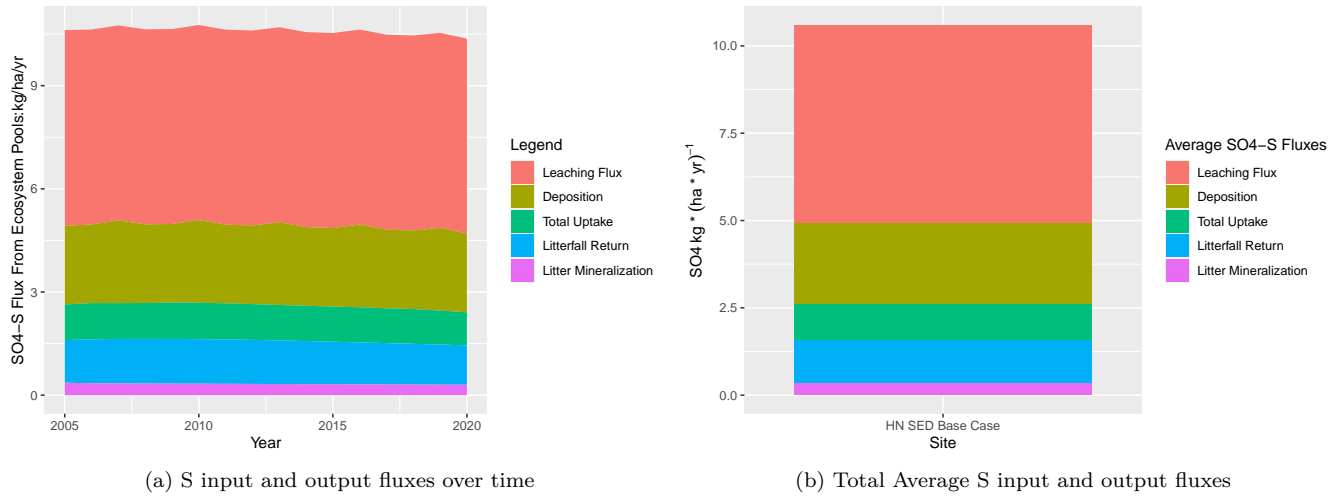 SO4−S Flux From Ecosystem Pools:kg/ha/yr
9
6
3
0
2005
2010
2015
2020
Year
Legend
Leaching Flux
Deposition
Total Uptake
Litterfall Return
Litter Mineralization
(a) S input and output fluxes over time
SO4 kg * (ha * yr)⁻¹
10.0
7.5
5.0
2.5
0.0
HN SED Base Case
Site
Average SO4−S Fluxes
Leaching Flux
Deposition
Total Uptake
Litterfall Return
Litter Mineralization
(b) Total Average S input and output fluxes